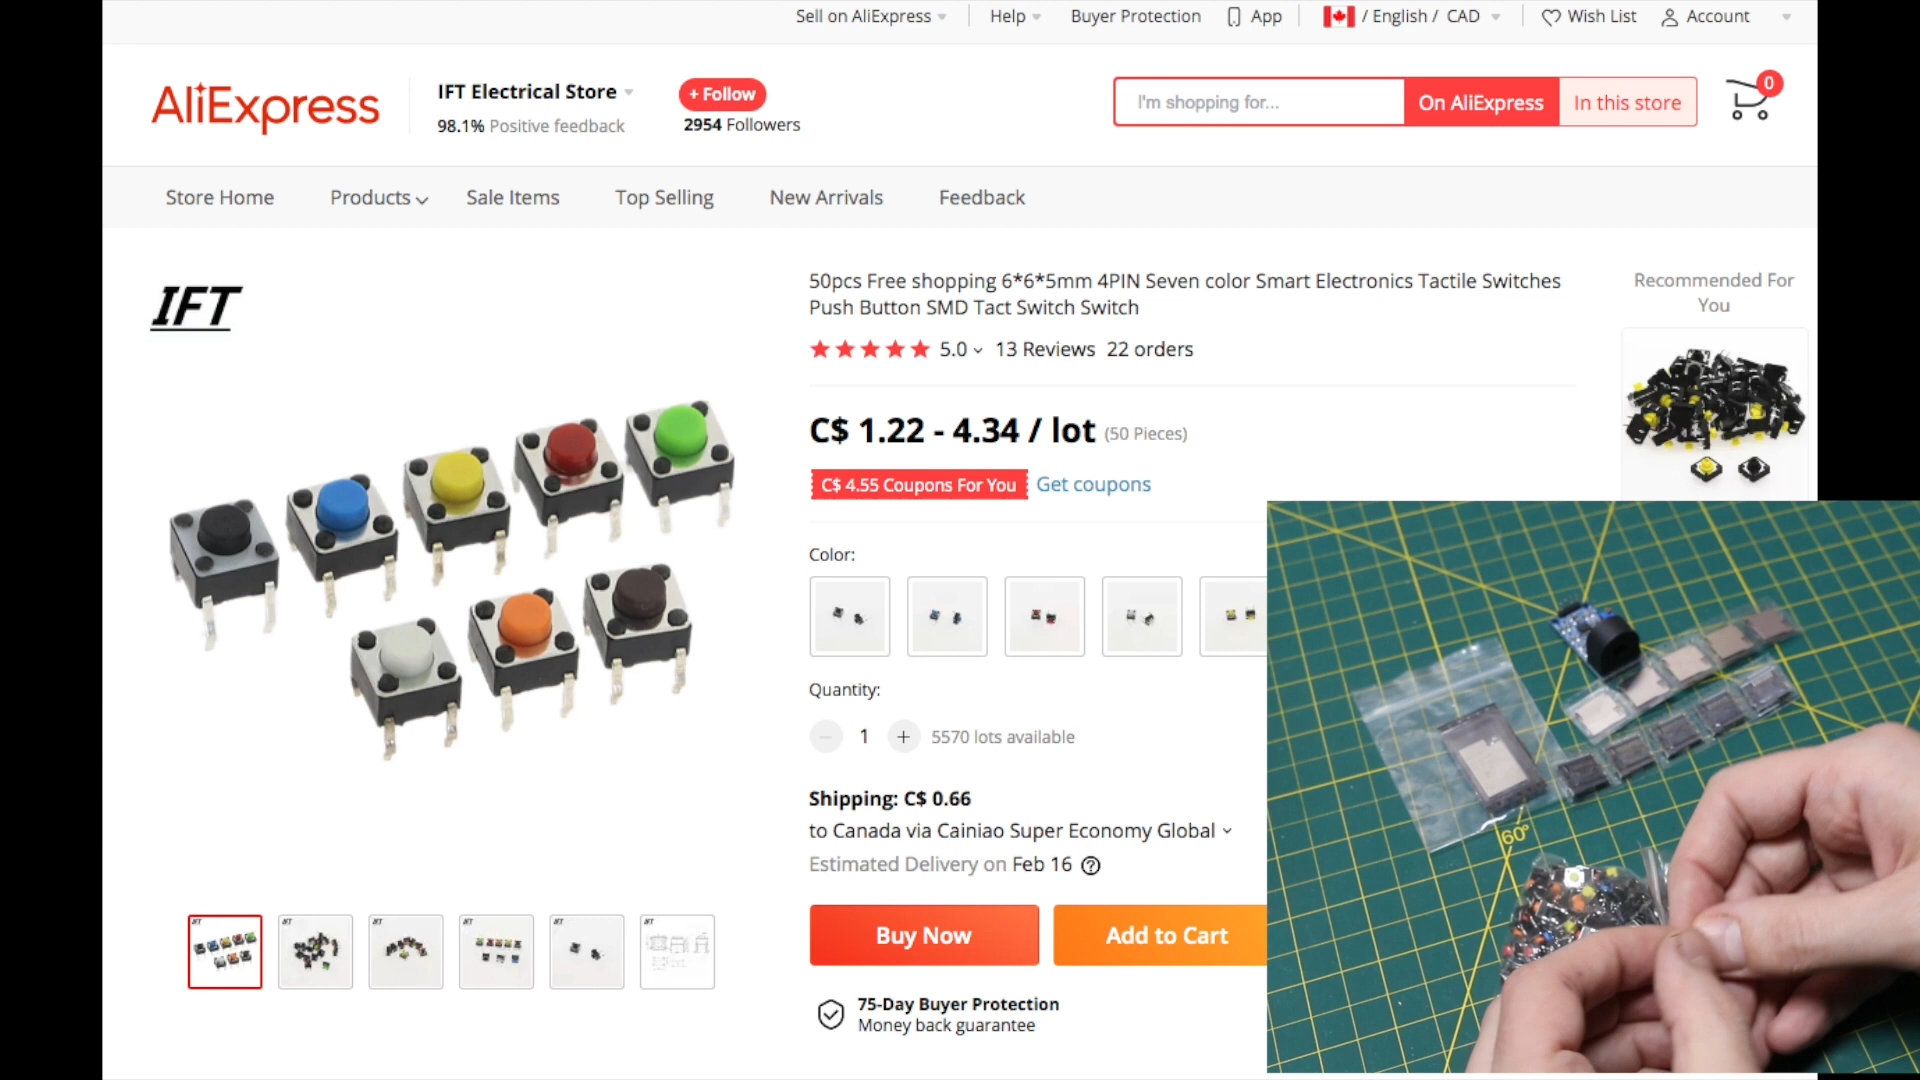 Sell on AliExpress
Help
Buyer Protection
App
/ English / CAD
Wish List
Account
AliExpress
IFT Electrical Store
98.1% Positive feedback
+ Follow
2954 Followers
I'm shopping for...
On AliExpress
In this store
0
Store Home
Products
Sale Items
Top Selling
New Arrivals
Feedback
IFT
50pcs Free shopping 6*6*5mm 4PIN Seven color Smart Electronics Tactile Switches
Push Button SMD Tact Switch Switch
5.0
13 Reviews
22 orders
C$ 1.22 - 4.34 / lot (50 Pieces)
C$ 4.55 Coupons For You
Get coupons
Color:
Quantity:
1
+
5570 lots available
Shipping: C$ 0.66
to Canada via Cainiao Super Economy Global
Estimated Delivery on Feb 16
Buy Now
Add to Cart
75-Day Buyer Protection
Money back guarantee
Recommended For
You
60°
IFT
IFT
IFT
IFT
IFT
IFT